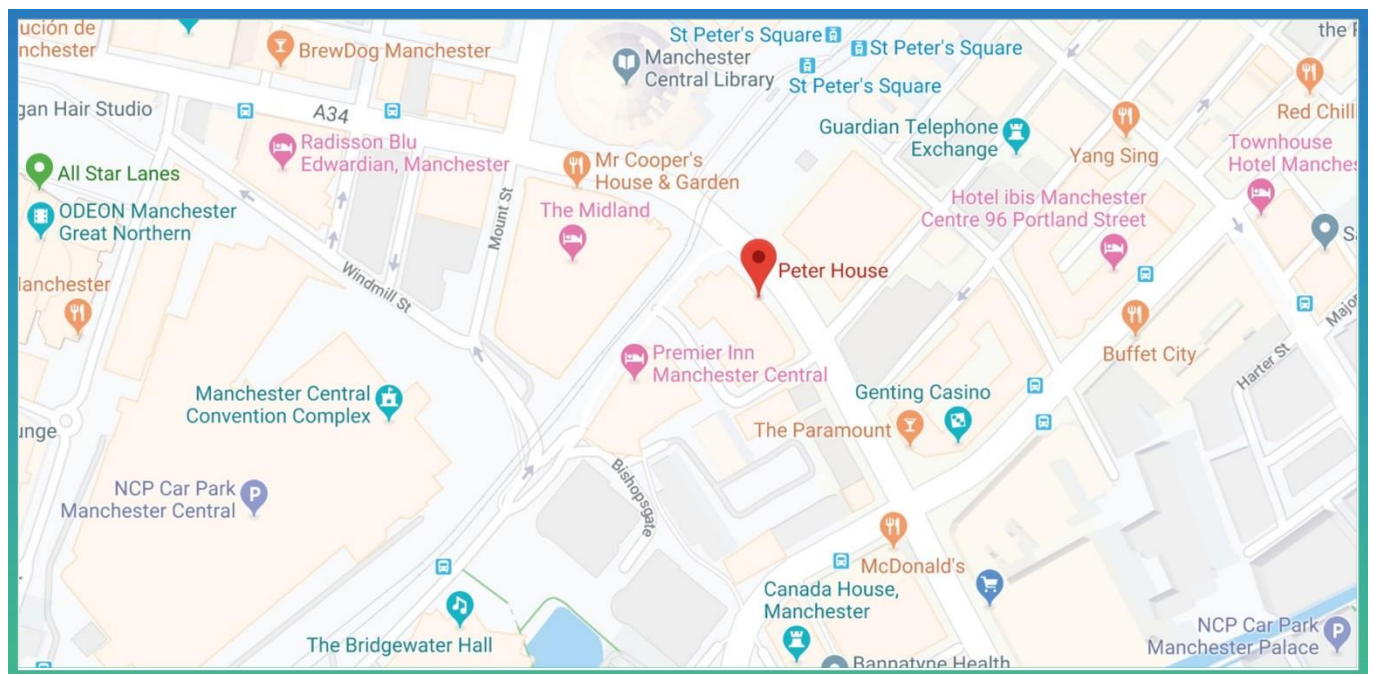 ución de
nchester
BrewDog Manchester
St Peter's Square
St Peter's Square
St Peter's Square
Manchester
Central Library
the
gan Hair Studio
A34
Radisson Blu
Edwardian, Manchester
Guardian Telephone
Exchange
Yang Sing
Red Chilli
Townhouse
Hotel Manches
All Star Lanes
Mr Cooper's
House & Garden
ODEON Manchester
Great Northern
The Midland
Mount St
Hotel ibis Manchester
Centre 96 Portland Street
Windmill St
Peter House
lanchester
Major
Premier Inn
Manchester Central
Buffet City
Harter St
Manchester Central
Convention Complex
Genting Casino
The Paramount
unge
Bishopsgate
NCP Car Park
Manchester Central
McDonald's
Canada House,
Manchester
The Bridgewater Hall
NCP Car Park
Manchester Palace
Bannatyne Health